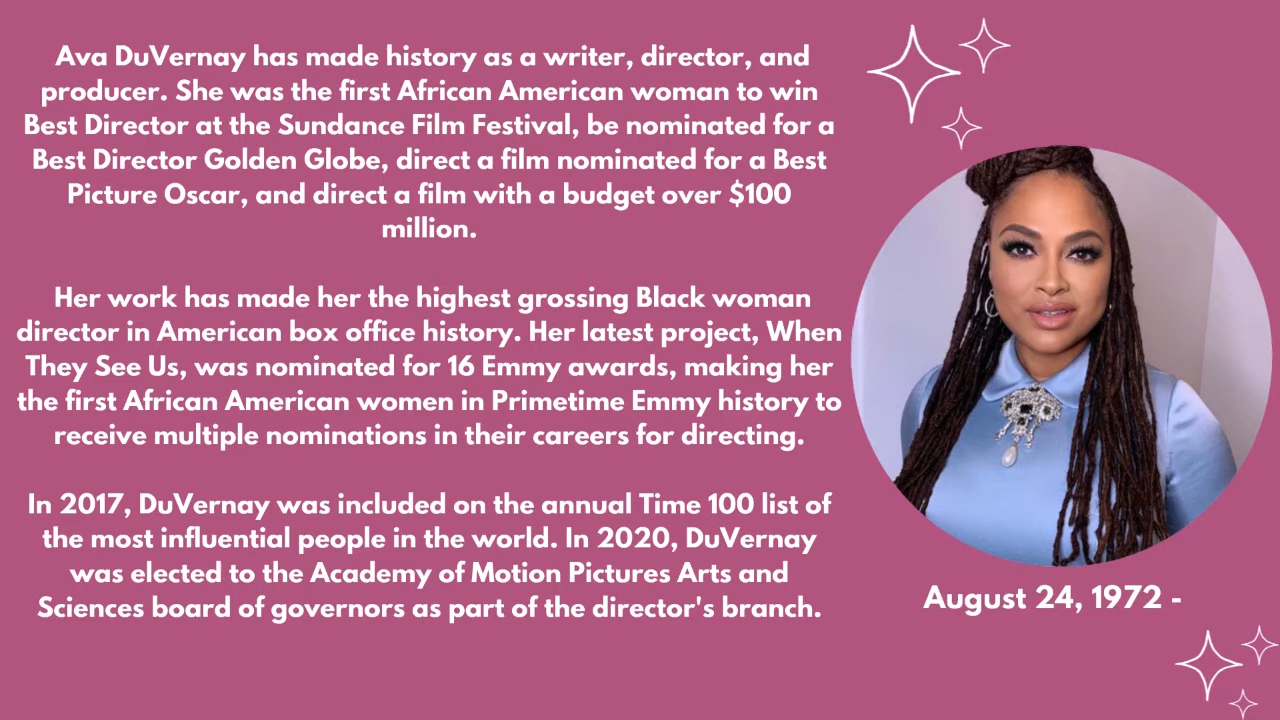 Ava DuVernay has made history as a writer, director, and
producer. She was the first African American woman to win
Best Director at the Sundance Film Festival, be nominated for a
Best Director Golden Globe, direct a film nominated for a Best
Picture Oscar, and direct a film with a budget over $100
million.
Her work has made her the highest grossing Black woman
director in American box office history. Her latest project, When
They See Us, was nominated for 16 Emmy awards, making her
the first African American women in Primetime Emmy history to
receive multiple nominations in their careers for directing.
In 2017, DuVernay was included on the annual Time 100 list of
the most influential people in the world. In 2020, DuVernay
was elected to the Academy of Motion Pictures Arts and
Sciences board of governors as part of the director's branch.
August 24, 1972 -